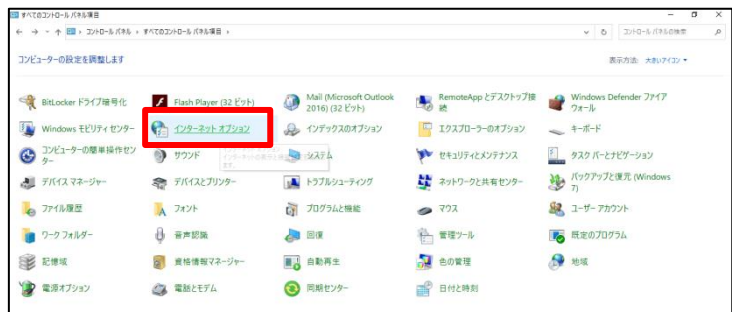 すべてのコントロール パネル項目
コントロール パネル › すべてのコントロール パネル項目 ›
コントロール パネルの検索
コンピューターの設定を調整します
表示方法: 大きいアイコン
BitLocker ドライブ暗号化
Flash Player (32 ビット)
Mail (Microsoft Outlook
2016) (32 ビット)
RemoteApp とデスクトップ接
続
Windows Defender ファイア
ウォール
Windows モビリティ センター
インターネット オプション
インデックスのオプション
エクスプローラーのオプション
キーボード
コンピューターの簡単操作セン
ター
サウンド
システム
セキュリティとメンテナンス
タスク バーとナビゲーション
デバイス マネージャー
デバイスとプリンター
トラブルシューティング
ネットワークと共有センター
バックアップと復元 (Windows
7)
ファイル履歴
フォント
プログラムと機能
マウス
ユーザー アカウント
ワーク フォルダー
音声認識
回復
管理ツール
既定のプログラム
記憶域
資格情報マネージャー
自動再生
色の管理
地域
電源オプション
電話とモデム
同期センター
日付と時刻